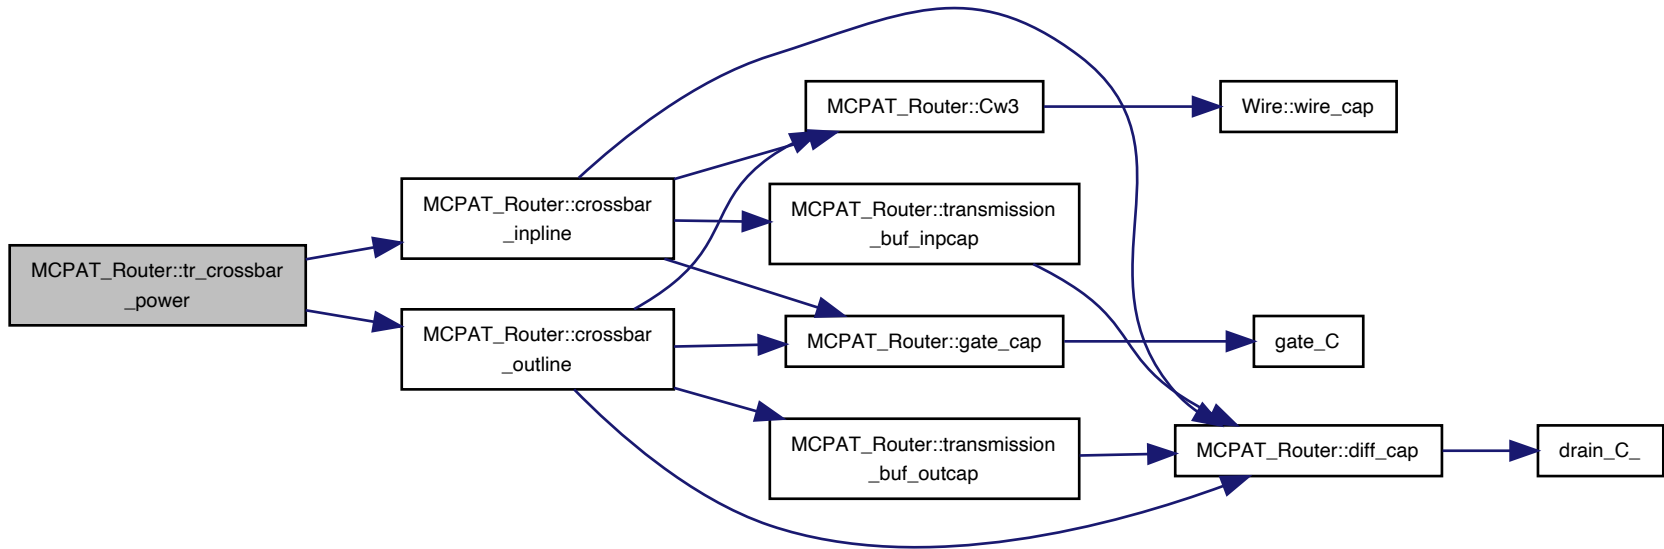 MCPAT_Router::tr_crossbar
_power
MCPAT_Router::crossbar
_inpline
MCPAT_Router::crossbar
_outline
MCPAT_Router::Cw3
MCPAT_Router::transmission
_buf_inpcap
MCPAT_Router::gate_cap
MCPAT_Router::transmission
_buf_outcap
Wire::wire_cap
gate_C
MCPAT_Router::diff_cap
drain_C_